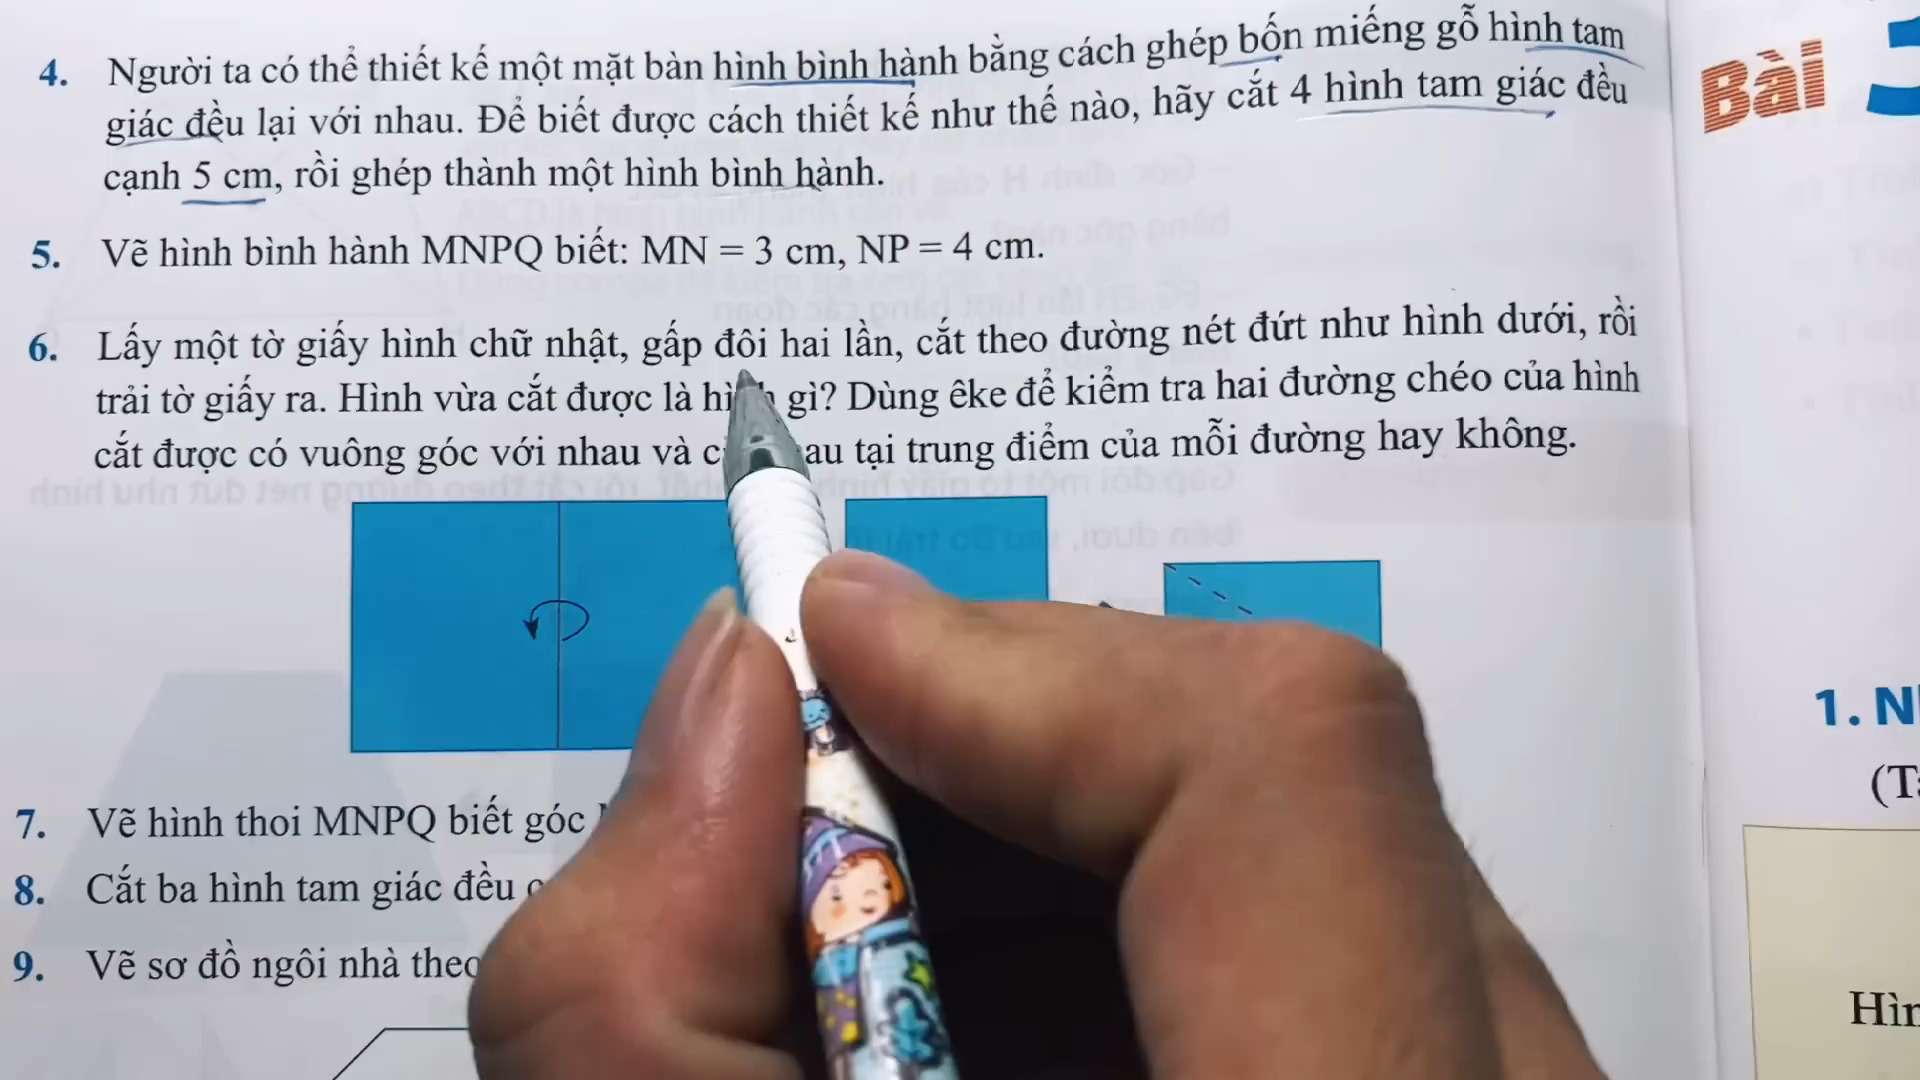 4. Người ta có thể thiết kế một mặt bàn hình bình hành bằng cách ghép bốn miếng gỗ hình tam
giác đều lại với nhau. Để biết được cách thiết kế như thế nào, hãy cắt 4 hình tam giác đều
cạnh 5 cm, rồi ghép thành một hình bình hành.
5. Vẽ hình bình hành MNPQ biết: MN = 3 cm, NP = 4 cm.
6. Lấy một tờ giấy hình chữ nhật, gấp đôi hai lần, cắt theo đường nét đứt như hình dưới, rồi
trải tờ giấy ra. Hình vừa cắt được là gì? Dùng êke để kiểm tra hai đường chéo của hình
cắt được có vuông góc với nhau và tại trung điểm của mỗi đường hay không.
7. Vẽ hình thoi MNPQ biết góc
8. Cắt ba hình tam giác đều
9. Vẽ sơ đồ ngôi nhà
Bài
1.